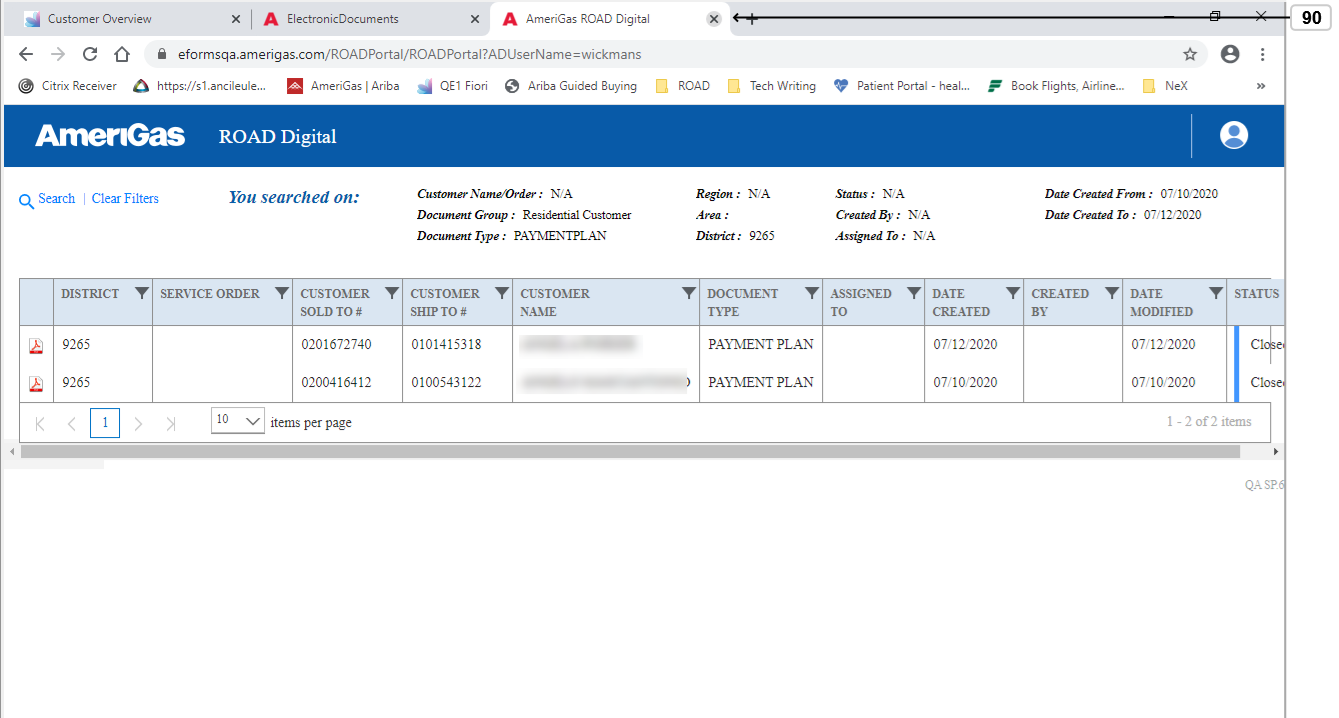 Customer Overview ElectronicDocuments AmeriGas ROAD Digital 90
eformsqa.amerigas.com/ROADPortal/ROADPortal?ADUserName=wickmans
Citrix Receiver https://s1.ancileule... AmeriGas | Ariba QE1 Fiori Ariba Guided Buying ROAD Tech Writing Patient Portal - heal... Book Flights, Airline... NeX »
AmeriGas ROAD Digital
Search | Clear Filters You searched on: Customer Name/Order : N/A Region : N/A Status : N/A Date Created From : 07/10/2020
Document Group : Residential Customer Area : Created By : N/A Date Created To : 07/12/2020
Document Type : PAYMENTPLAN District : 9265 Assigned To : N/A
DISTRICT SERVICE ORDER CUSTOMER CUSTOMER CUSTOMER DOCUMENT ASSIGNED DATE CREATED DATE STATUS
SOLD TO # SHIP TO # NAME TYPE TO CREATED BY MODIFIED
9265 0201672740 0101415318 PAYMENT PLAN 07/12/2020 07/12/2020 Close
9265 0200416412 0100543122 PAYMENT PLAN 07/10/2020 07/10/2020 Close
1 10 items per page 1 - 2 of 2 items
QA SP.6